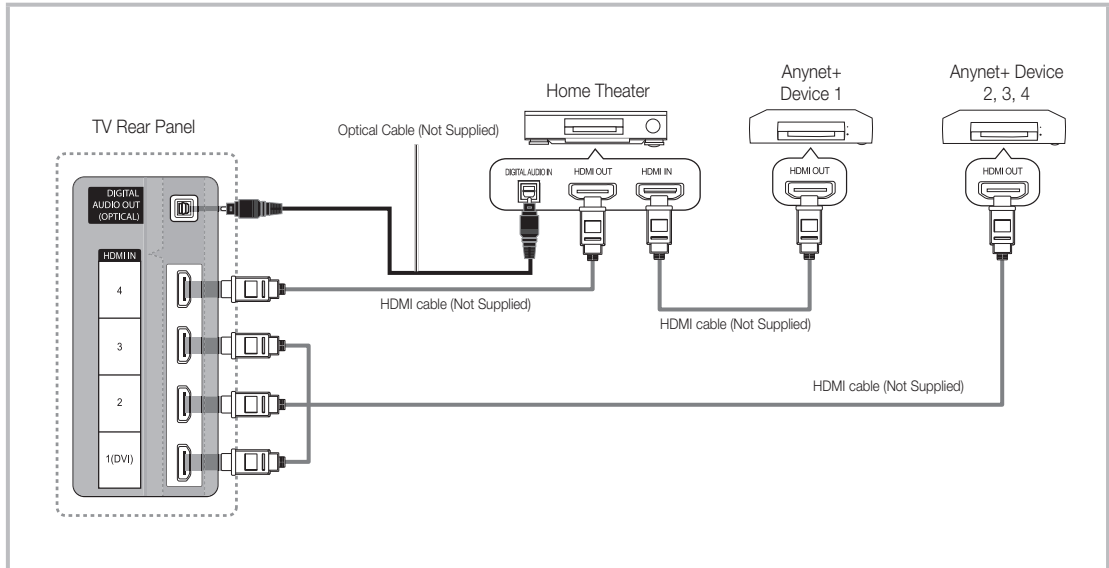 Anynet+
Device 1
Anynet+ Device
2, 3, 4
Home Theater
TV Rear Panel
Optical Cable (Not Supplied)
DIGITAL AUDIO IN
HDMI OUT
HDMI IN
HDMI OUT
HDMI OUT
DIGITAL
AUDIO OUT
(OPTICAL)
HDMI IN
4
HDMI cable (Not Supplied)
HDMI cable (Not Supplied)
3
HDMI cable (Not Supplied)
2
1(DVI)